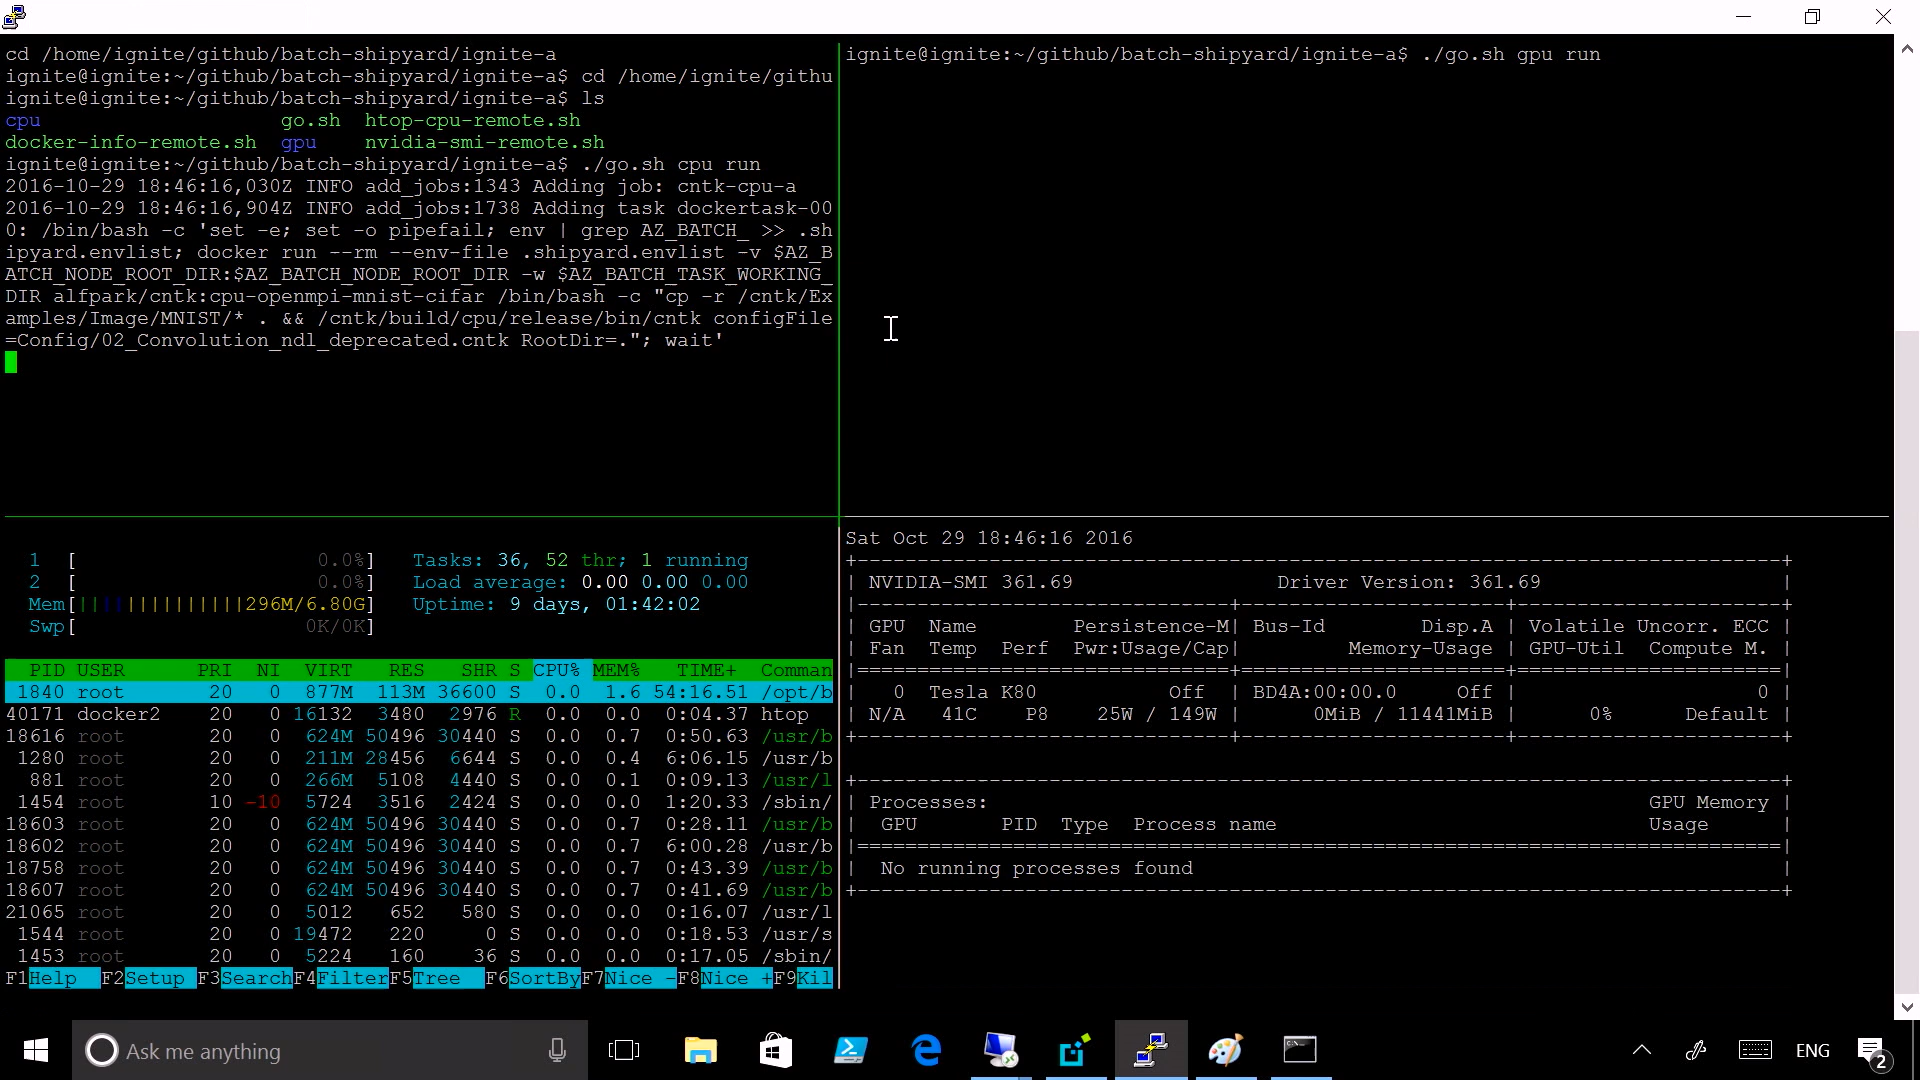 cd /home/ignite/github/batch-shipyard/ignite-a
ignite@ignite:~/github/batch-shipyard/ignite-a$ cd /home/ignite/githu
ignite@ignite:~/github/batch-shipyard/ignite-a$ ls
cpu go.sh htop-cpu-remote.sh
docker-info-remote.sh gpu nvidia-smi-remote.sh
ignite@ignite:~/github/batch-shipyard/ignite-a$ ./go.sh cpu run
2016-10-29 18:46:16,030Z INFO add_jobs:1343 Adding job: cntk-cpu-a
2016-10-29 18:46:16,904Z INFO add_jobs:1738 Adding task dockertask-00
0: /bin/bash -c 'set -e; set -o pipefail; env | grep AZ_BATCH_ >> .sh
ipyard.envlist; docker run --rm --env-file .shipyard.envlist -v $AZ_B
ATCH_NODE_ROOT_DIR:$AZ_BATCH_NODE_ROOT_DIR -w $AZ_BATCH_TASK_WORKING_
DIR alfpark/cntk:cpu-openmpi-mnist-cifar /bin/bash -c "cp -r /cntk/Ex
amples/Image/MNIST/* . && /cntk/build/cpu/release/bin/cntk configFile
=Config/02_Convolution_ndl_deprecated.cntk RootDir=."; wait'
ignite@ignite:~/github/batch-shipyard/ignite-a$ ./go.sh gpu run
1 [ 0.0%] Tasks: 36, 52 thr; 1 running
2 [ 0.0%] Load average: 0.00 0.00 0.00
Mem[||||||||||||||296M/6.80G] Uptime: 9 days, 01:42:02
Swp[ 0K/0K]
PID USER PRI NI VIRT RES SHR S CPU% MEM% TIME+ Comman
1840 root 20 0 877M 113M 36600 S 0.0 1.6 54:16.51 /opt/b
40171 docker2 20 0 16132 3480 2976 R 0.0 0.0 0:04.37 htop
18616 root 20 0 624M 50496 30440 S 0.0 0.7 0:50.63 /usr/b
1280 root 20 0 211M 28456 6644 S 0.0 0.4 6:06.15 /usr/b
881 root 20 0 266M 5108 4440 S 0.0 0.1 0:09.13 /usr/l
1454 root 10 -10 5724 3516 2424 S 0.0 0.0 1:20.33 /sbin/
18603 root 20 0 624M 50496 30440 S 0.0 0.7 0:28.11 /usr/b
18602 root 20 0 624M 50496 30440 S 0.0 0.7 6:00.28 /usr/b
18758 root 20 0 624M 50496 30440 S 0.0 0.7 0:43.39 /usr/b
18607 root 20 0 624M 50496 30440 S 0.0 0.7 0:41.69 /usr/b
21065 root 20 0 5012 652 580 S 0.0 0.0 0:16.07 /usr/l
1544 root 20 0 19472 220 0 S 0.0 0.0 0:18.53 /usr/s
1453 root 20 0 5224 160 36 S 0.0 0.0 0:17.05 /sbin/
F1Help F2Setup F3SearchF4FilterF5Tree F6SortByF7Nice -F8Nice +F9Kil
Sat Oct 29 18:46:16 2016
+------------------------------------------------------+
| NVIDIA-SMI 361.69 Driver Version: 361.69 |
|-------------------------------+----------------------+----------------------+
| GPU Name Persistence-M| Bus-Id Disp.A | Volatile Uncorr. ECC |
| Fan Temp Perf Pwr:Usage/Cap| Memory-Usage | GPU-Util Compute M. |
|===============================+======================+======================|
| 0 Tesla K80 Off | BD4A:00:00.0 Off | 0 |
| N/A 41C P8 25W / 149W | 0MiB / 11441MiB | 0% Default |
+-------------------------------+----------------------+----------------------+
+-----------------------------------------------------------------------------+
| Processes: GPU Memory |
| GPU PID Type Process name Usage |
|=============================================================================|
| No running processes found |
+-----------------------------------------------------------------------------+
Ask me anything
ENG
2